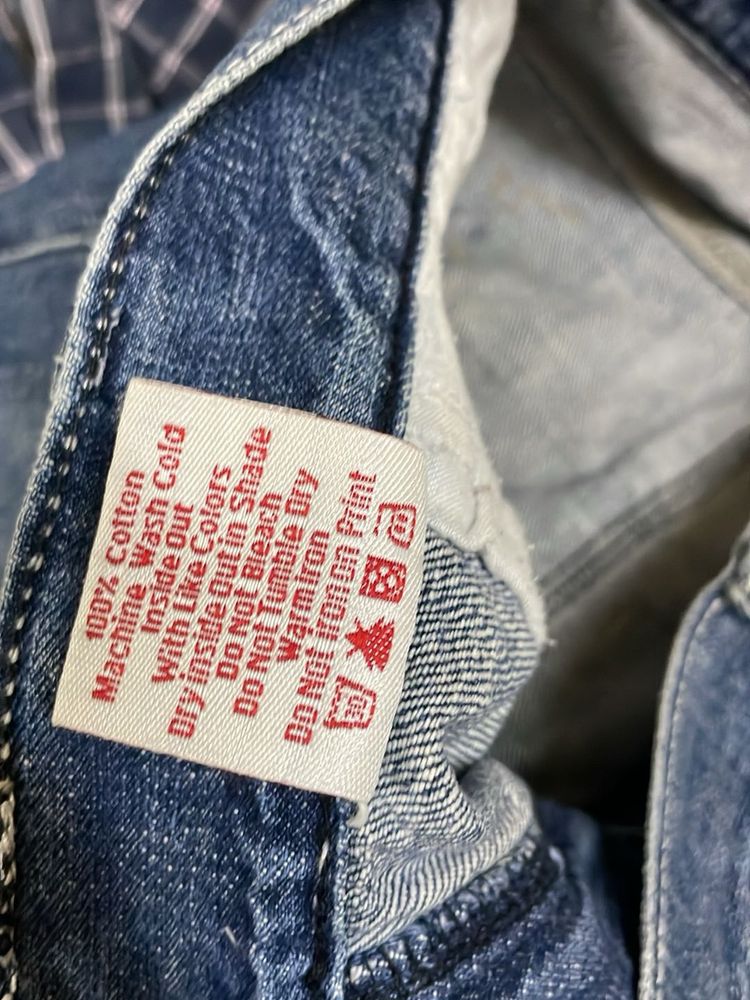 100% Cotton
Machine Wash Cold
Inside Out
With Like Colors
Dry Inside Out in Shade
Do Not Beach
Do Not Tumble Dry
Warm Iron
Do Not Iron on Print